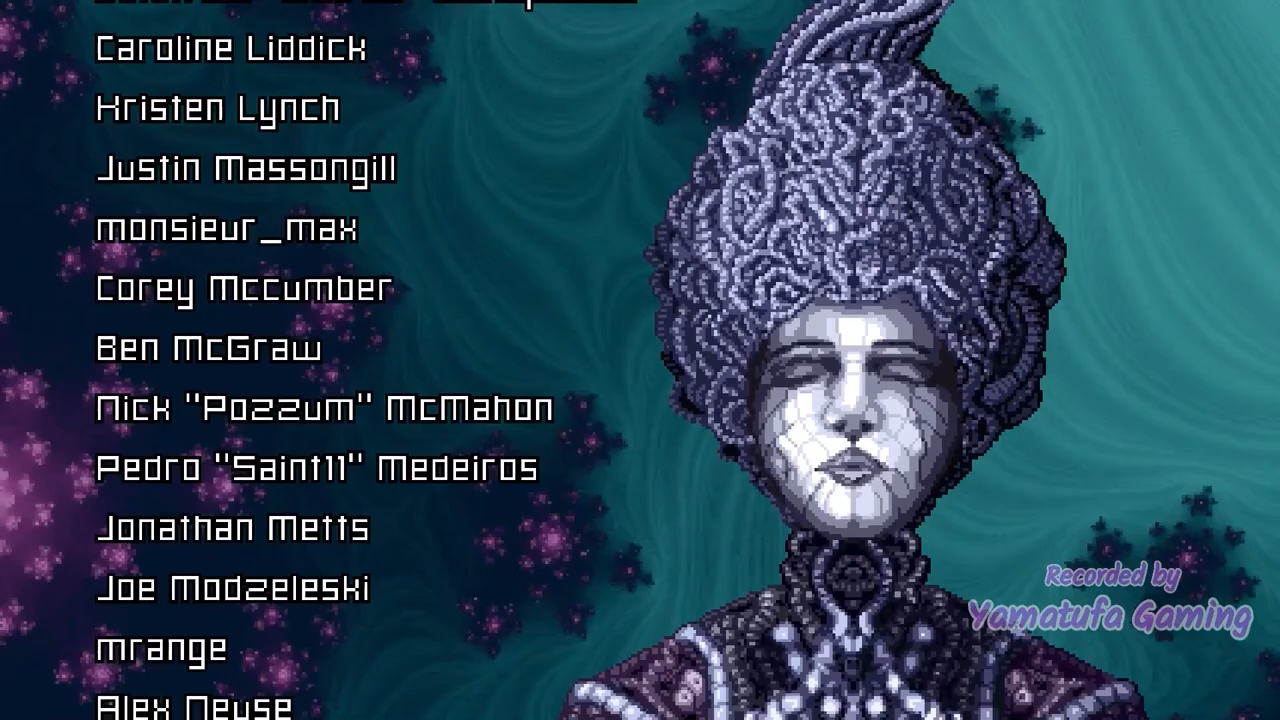 Caroline Liddick
Kristen Lynch
Justin Massongill
monsieur_max
Corey Mccumber
Ben McGraw
Nick "Pozzum" McMahon
Pedro "Saint11" Medeiros
Jonathan Metts
Joe Modzeleski
mrange
Alex Neuse
Recorded by
Yamatufa Gaming